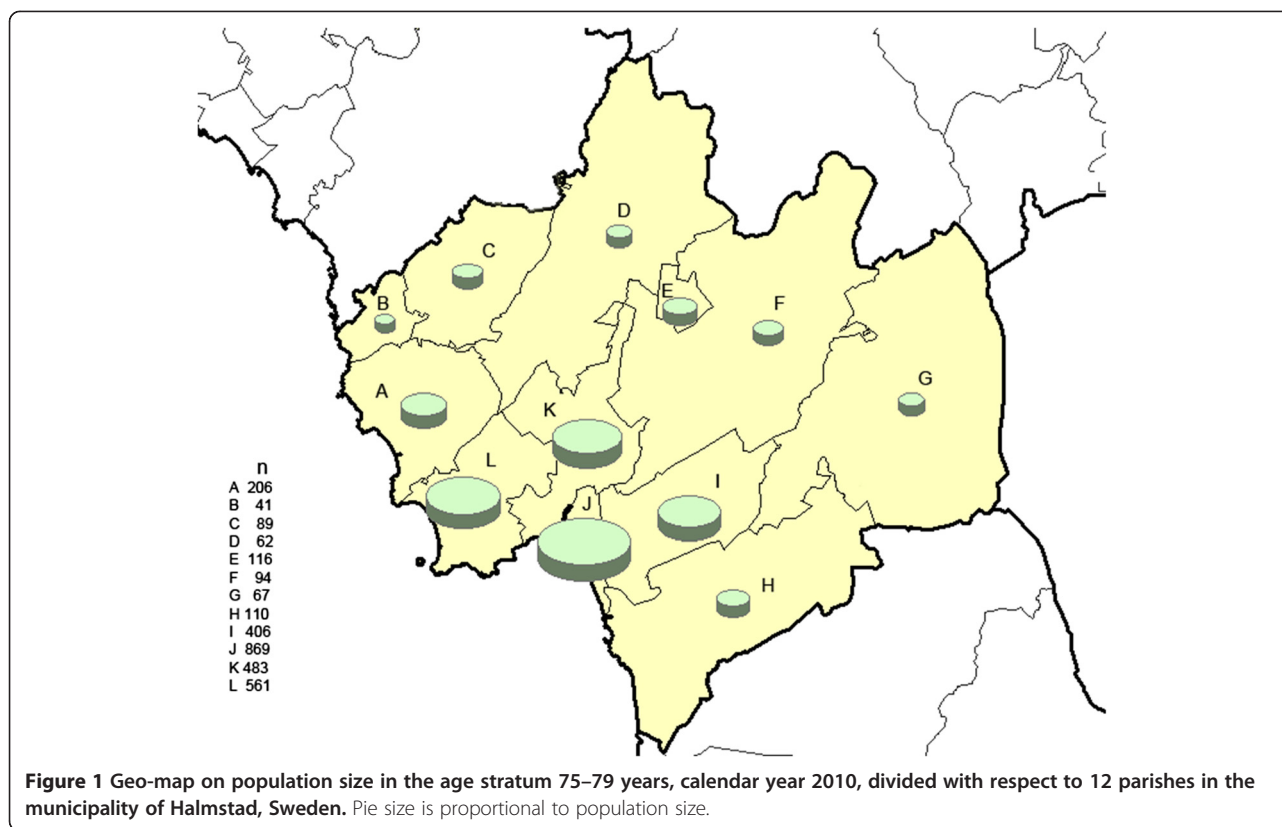 D
C
B
E
F
A
G
K
L
I
J
H
n
A 206
B 41
C 89
D 62
E 116
F 94
G 67
H 110
I 406
J 869
K 483
L 561
Figure 1 Geo-map on population size in the age stratum 75–79 years, calendar year 2010, divided with respect to 12 parishes in the
municipality of Halmstad, Sweden. Pie size is proportional to population size.